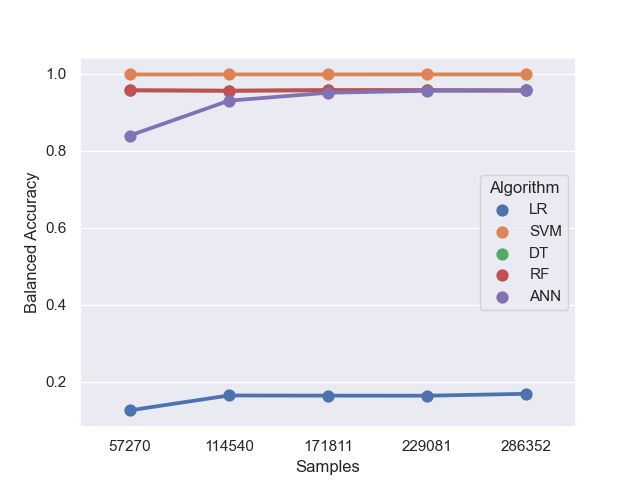 1.0
0.8
0.6
0.4
0.2
Balanced Accuracy
Algorithm
LR
SVM
DT
RF
ANN
57270 114540 171811 229081 286352
Samples